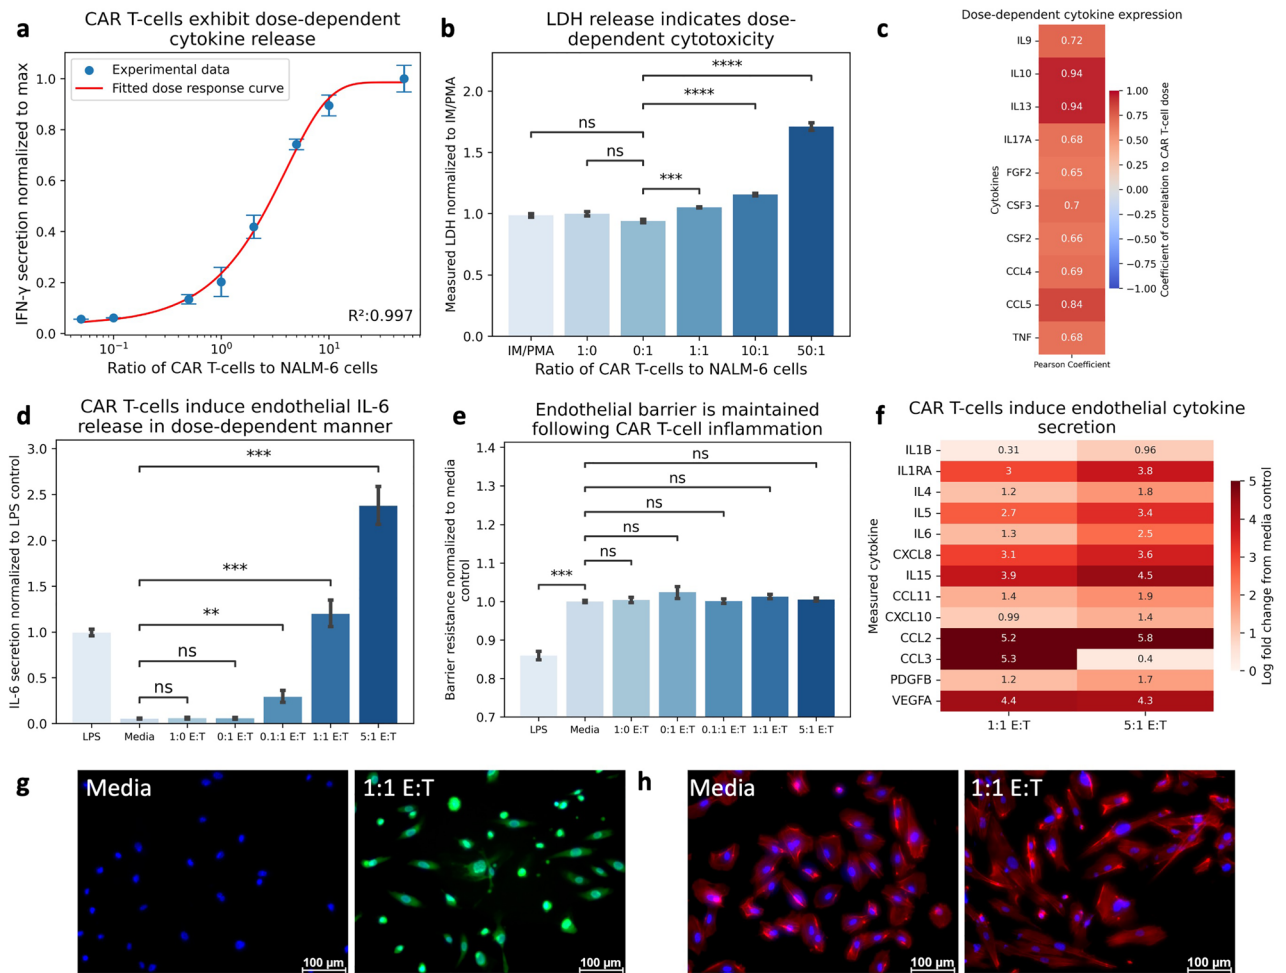 a
CAR T-cells exhibit dose-dependent
cytokine release
Experimental data
Fitted dose response curve
IFN-γ secretion normalized to max
1.0
0.8
0.6
0.4
0.2
0.0
R²:0.997
10⁻¹
10⁰
10¹
Ratio of CAR T-cells to NALM-6 cells
b
LDH release indicates dose-
dependent cytotoxicity
Measured LDH normalized to IM/PMA
2.0
1.5
1.0
0.5
0.0
****
****
ns
ns
***
IM/PMA 1:0 0:1 1:1 10:1 50:1
Ratio of CAR T-cells to NALM-6 cells
c
Dose-dependent cytokine expression
Cytokines
IL9 0.72
IL10 0.94
IL13 0.94
IL17A 0.68
FGF2 0.65
CSF3 0.7
CSF2 0.66
CCL4 0.69
CCL5 0.84
TNF 0.68
Pearson Coefficient
1.00
0.75
0.50
0.25
0.00
−0.25
−0.50
−0.75
−1.00
Coefficient of correlation to CAR T-cell dose
d
CAR T-cells induce endothelial IL-6
release in dose-dependent manner
IL-6 secretion normalized to LPS control
3.0
2.5
2.0
1.5
1.0
0.5
0.0
***
***
**
ns
ns
LPS Media 1:0 E:T 0:1 E:T 0.1:1 E:T 1:1 E:T 5:1 E:T
e
Endothelial barrier is maintained
following CAR T-cell inflammation
Barrier resistance normalized to media
control
1.4
1.3
1.2
1.1
1.0
0.9
0.8
0.7
ns
ns
ns
ns
ns
***
LPS Media 1:0 E:T 0:1 E:T 0.1:1 E:T 1:1 E:T 5:1 E:T
f
CAR T-cells induce endothelial cytokine
secretion
Measured cytokine
IL1B 0.31 0.96
IL1RA 3 3.8
IL4 1.2 1.8
IL5 2.7 3.4
IL6 1.3 2.5
CXCL8 3.1 3.6
IL15 3.9 4.5
CCL11 1.4 1.9
CXCL10 0.99 1.4
CCL2 5.2 5.8
CCL3 5.3 0.4
PDGFB 1.2 1.7
VEGFA 4.4 4.3
1:1 E:T 5:1 E:T
5
4
3
2
1
0
Log fold change from media control
g
Media
100 µm
1:1 E:T
100 µm
h
Media
100 µm
1:1 E:T
100 µm